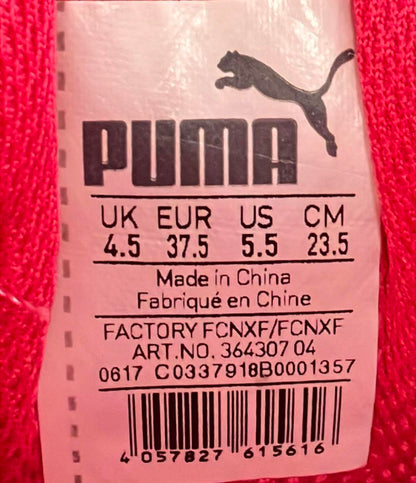 PUMA
UK EUR US CM
4.5 37.5 5.5 23.5
Made in China
Fabriqué en Chine
FACTORY FCNXF/FCNXF
ART.NO. 364307 04
0617 C0337918B0001357
4 057827 615616